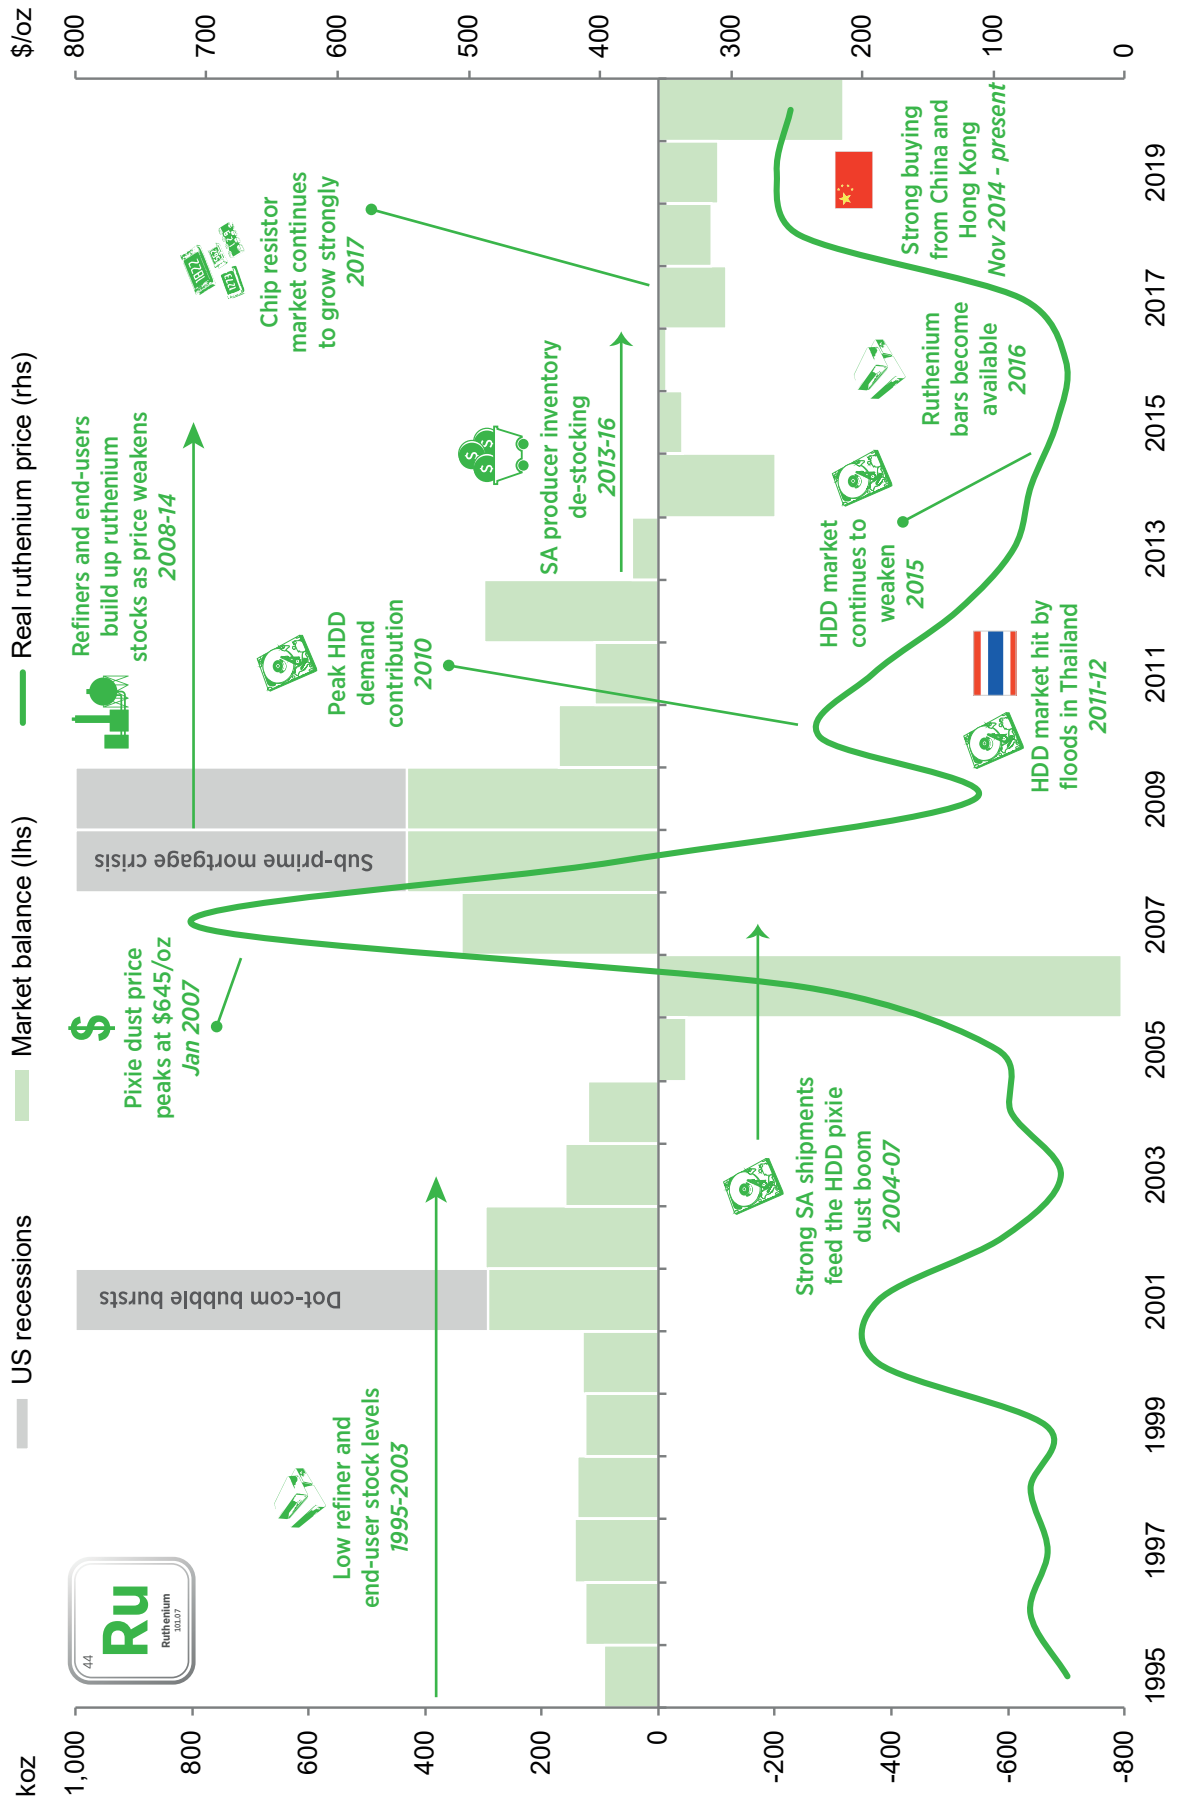 koz
US recessions
Market balance (lhs)
Real ruthenium price (rhs)
$/oz
1,000
800
600
400
200
0
-200
-400
-600
-800
800
700
600
500
400
300
200
100
0
1995
1997
1999
2001
2003
2005
2007
2009
2011
2013
2015
2017
2019
44
Ru
Ruthenium
101.07
Low refiner and
end-user stock levels
1995-2003
Dot-com bubble bursts
$
Pixie dust price
peaks at $645/oz
Jan 2007
Strong SA shipments
feed the HDD pixie
dust boom
2004-07
Sub-prime mortgage crisis
Refiners and end-users
build up ruthenium
stocks as price weakens
2008-14
Peak HDD
demand
contribution
2010
HDD market hit by
floods in Thailand
2011-12
SA producer inventory
de-stocking
2013-16
HDD market
continues to
weaken
2015
Ruthenium
bars become
available
2016
Chip resistor
market continues
to grow strongly
2017
Strong buying
from China and
Hong Kong
Nov 2014 - present